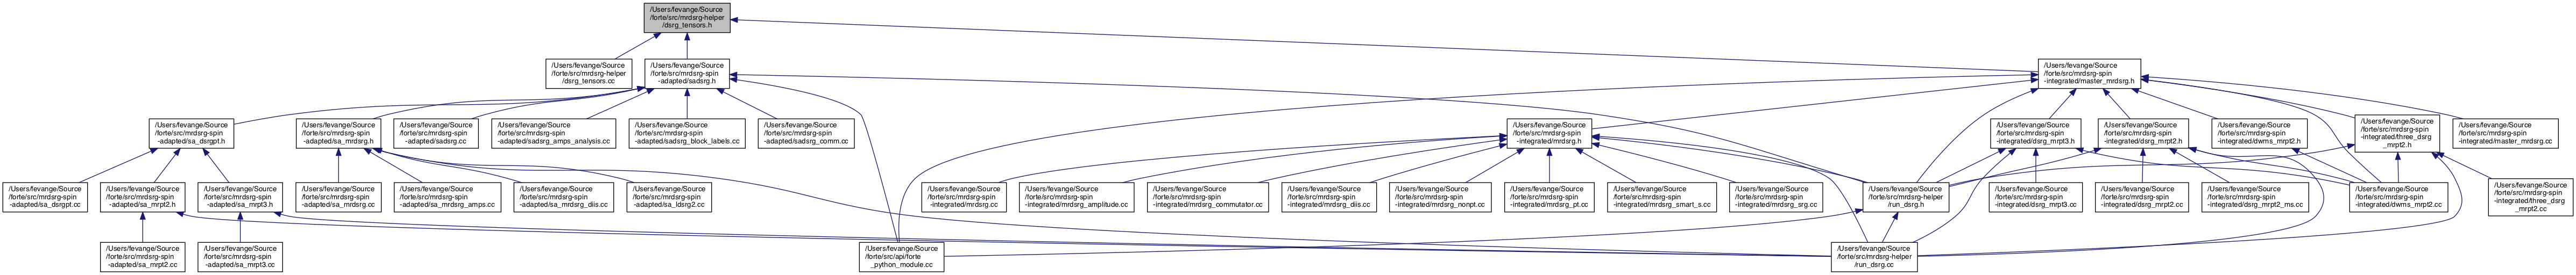 /Users/fevange/Source
/forte/src/mrdsrg-helper
/dsrg_tensors.h
/Users/fevange/Source
/forte/src/mrdsrg-helper
/dsrg_tensors.cc
/Users/fevange/Source
/forte/src/mrdsrg-spin
-adapted/sadsrg.h
/Users/fevange/Source
/forte/src/mrdsrg-spin
-integrated/master_mrdsrg.h
/Users/fevange/Source
/forte/src/mrdsrg-spin
-adapted/sa_dsrgpt.h
/Users/fevange/Source
/forte/src/mrdsrg-spin
-adapted/sa_mrdsrg.h
/Users/fevange/Source
/forte/src/mrdsrg-spin
-adapted/sadsrg.cc
/Users/fevange/Source
/forte/src/mrdsrg-spin
-adapted/sadsrg_amps_analysis.cc
/Users/fevange/Source
/forte/src/mrdsrg-spin
-adapted/sadsrg_block_labels.cc
/Users/fevange/Source
/forte/src/mrdsrg-spin
-adapted/sadsrg_comm.cc
/Users/fevange/Source
/forte/src/mrdsrg-spin
-integrated/mrdsrg.h
/Users/fevange/Source
/forte/src/mrdsrg-spin
-integrated/dsrg_mrpt3.h
/Users/fevange/Source
/forte/src/mrdsrg-spin
-integrated/dsrg_mrpt2.h
/Users/fevange/Source
/forte/src/mrdsrg-spin
-integrated/dwms_mrpt2.h
/Users/fevange/Source
/forte/src/mrdsrg-spin
-integrated/three_dsrg
_mrpt2.h
/Users/fevange/Source
/forte/src/mrdsrg-spin
-integrated/master_mrdsrg.cc
/Users/fevange/Source
/forte/src/mrdsrg-spin
-adapted/sa_dsrgpt.cc
/Users/fevange/Source
/forte/src/mrdsrg-spin
-adapted/sa_mrpt2.h
/Users/fevange/Source
/forte/src/mrdsrg-spin
-adapted/sa_mrpt3.h
/Users/fevange/Source
/forte/src/mrdsrg-spin
-adapted/sa_mrdsrg.cc
/Users/fevange/Source
/forte/src/mrdsrg-spin
-adapted/sa_mrdsrg_amps.cc
/Users/fevange/Source
/forte/src/mrdsrg-spin
-adapted/sa_mrdsrg_diis.cc
/Users/fevange/Source
/forte/src/mrdsrg-spin
-adapted/sa_ldsrg2.cc
/Users/fevange/Source
/forte/src/mrdsrg-spin
-integrated/mrdsrg.cc
/Users/fevange/Source
/forte/src/mrdsrg-spin
-integrated/mrdsrg_amplitude.cc
/Users/fevange/Source
/forte/src/mrdsrg-spin
-integrated/mrdsrg_commutator.cc
/Users/fevange/Source
/forte/src/mrdsrg-spin
-integrated/mrdsrg_diis.cc
/Users/fevange/Source
/forte/src/mrdsrg-spin
-integrated/mrdsrg_nonpt.cc
/Users/fevange/Source
/forte/src/mrdsrg-spin
-integrated/mrdsrg_pt.cc
/Users/fevange/Source
/forte/src/mrdsrg-spin
-integrated/mrdsrg_smart_s.cc
/Users/fevange/Source
/forte/src/mrdsrg-spin
-integrated/mrdsrg_srg.cc
/Users/fevange/Source
/forte/src/mrdsrg-helper
/run_dsrg.h
/Users/fevange/Source
/forte/src/mrdsrg-spin
-integrated/dsrg_mrpt3.cc
/Users/fevange/Source
/forte/src/mrdsrg-spin
-integrated/dsrg_mrpt2.cc
/Users/fevange/Source
/forte/src/mrdsrg-spin
-integrated/dsrg_mrpt2_ms.cc
/Users/fevange/Source
/forte/src/mrdsrg-spin
-integrated/dwms_mrpt2.cc
/Users/fevange/Source
/forte/src/mrdsrg-spin
-integrated/three_dsrg
_mrpt2.cc
/Users/fevange/Source
/forte/src/mrdsrg-spin
-adapted/sa_mrpt2.cc
/Users/fevange/Source
/forte/src/mrdsrg-spin
-adapted/sa_mrpt3.cc
/Users/fevange/Source
/forte/src/api/forte
_python_module.cc
/Users/fevange/Source
/forte/src/mrdsrg-helper
/run_dsrg.cc